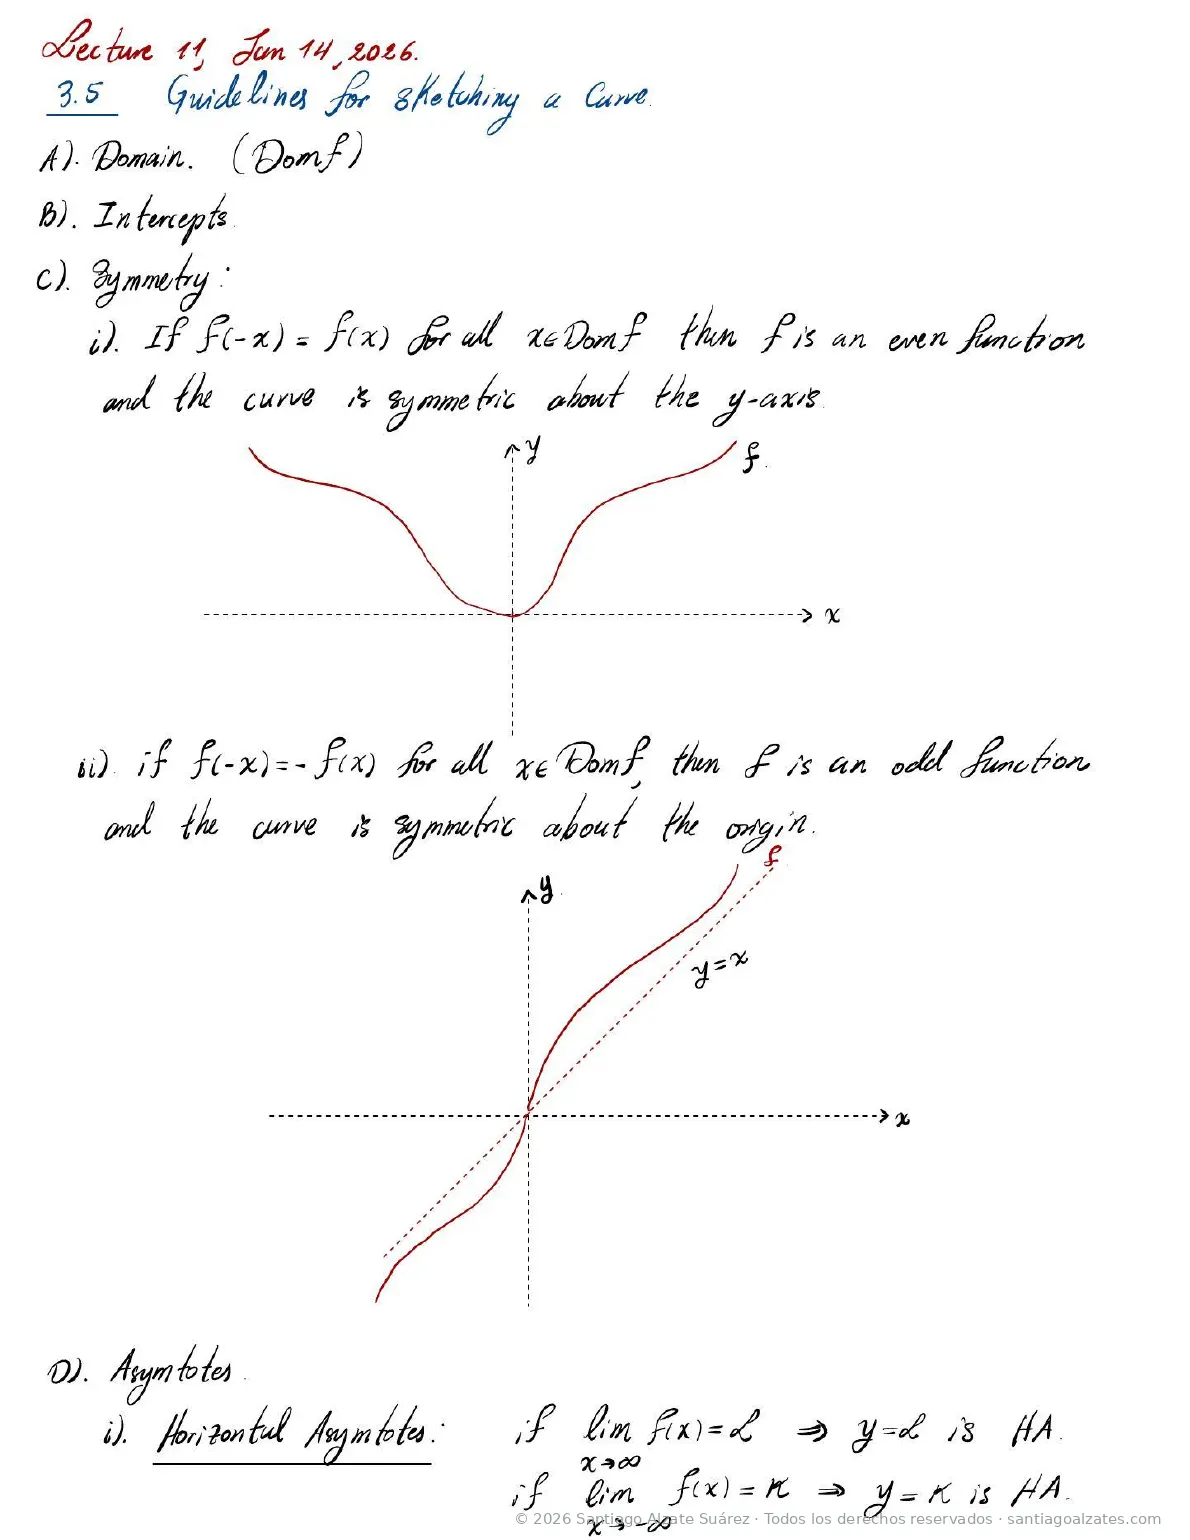 Lecture 11, Jan 14, 2026.
3.5 Guidelines for sketching a Curve.
A). Domain. (Dom f)
B). Intercepts.
C). Symmetry:
i). If f(-x) = f(x) for all x∈Dom f then f is an even function
and the curve is symmetric about the y-axis.
y
f.
x
ii). if f(-x)=-f(x) for all x∈Dom f, then f is an odd function
and the curve is symmetric about the origin.
f.
y.
y=x
x
D). Asymtotes.
i). Horizontal Asymtotes: if lim f(x)=L ⇒ y=L is HA.
x→∞
if lim f(x) = K ⇒ y=K is HA.
x→-∞
© 2026 Santiago Alzate Suárez · Todos los derechos reservados · santiagoalzates.com